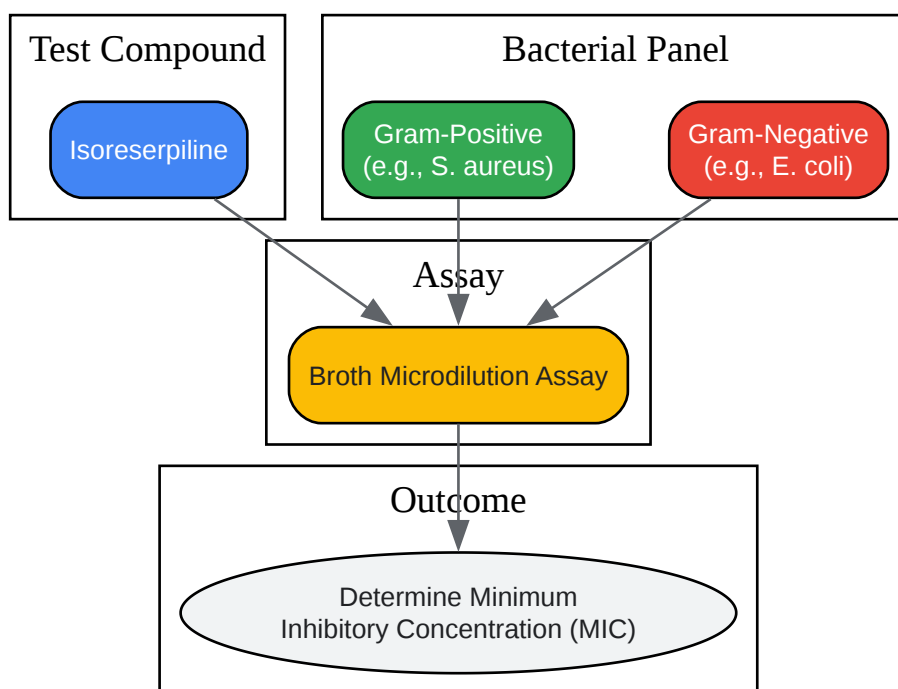 Test Compound
Bacterial Panel
Isoreserpiline
Gram-Positive
(e.g., S. aureus)
Gram-Negative
(e.g., E. coli)
Assay
Broth Microdilution Assay
Outcome
Determine Minimum
Inhibitory Concentration (MIC)